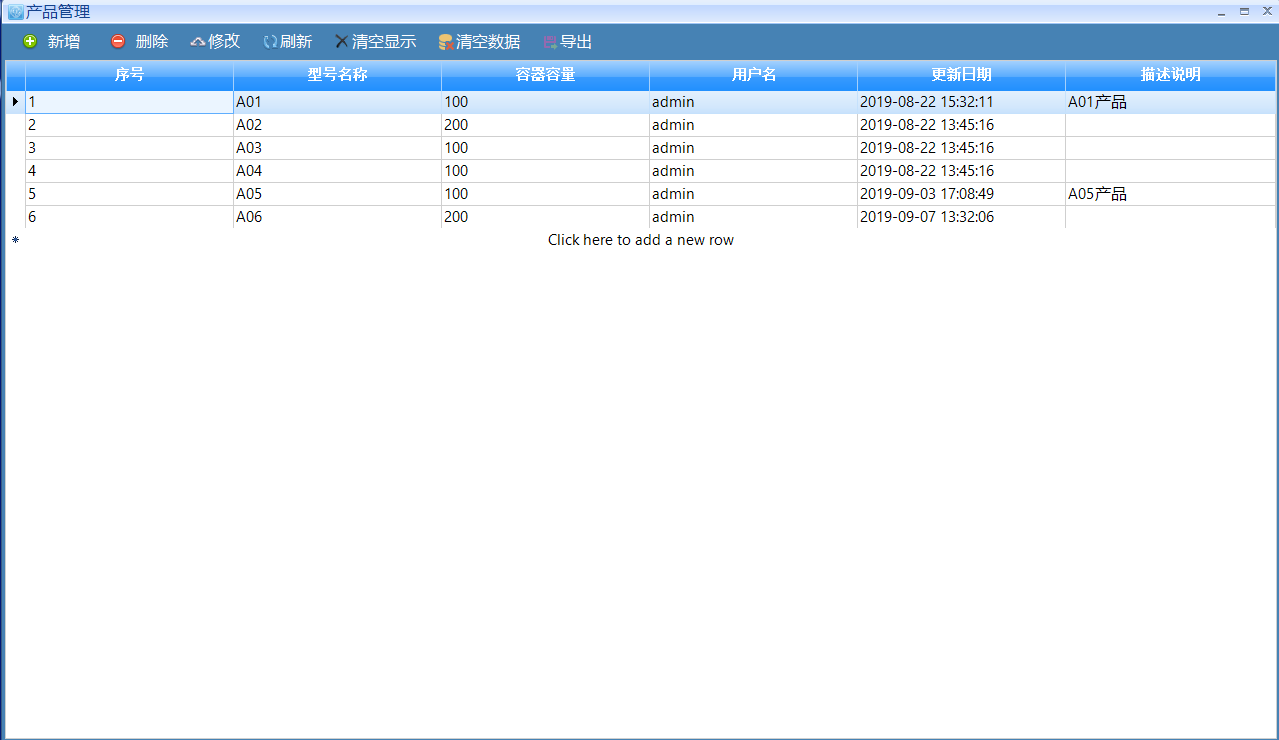 产品管理
新增 删除 修改 刷新 清空显示 清空数据 导出
序号 型号名称 容器容量 用户名 更新日期 描述说明
1 A01 100 admin 2019-08-22 15:32:11 A01产品
2 A02 200 admin 2019-08-22 13:45:16
3 A03 100 admin 2019-08-22 13:45:16
4 A04 100 admin 2019-08-22 13:45:16
5 A05 100 admin 2019-09-03 17:08:49 A05产品
6 A06 200 admin 2019-09-07 13:32:06
Click here to add a new row